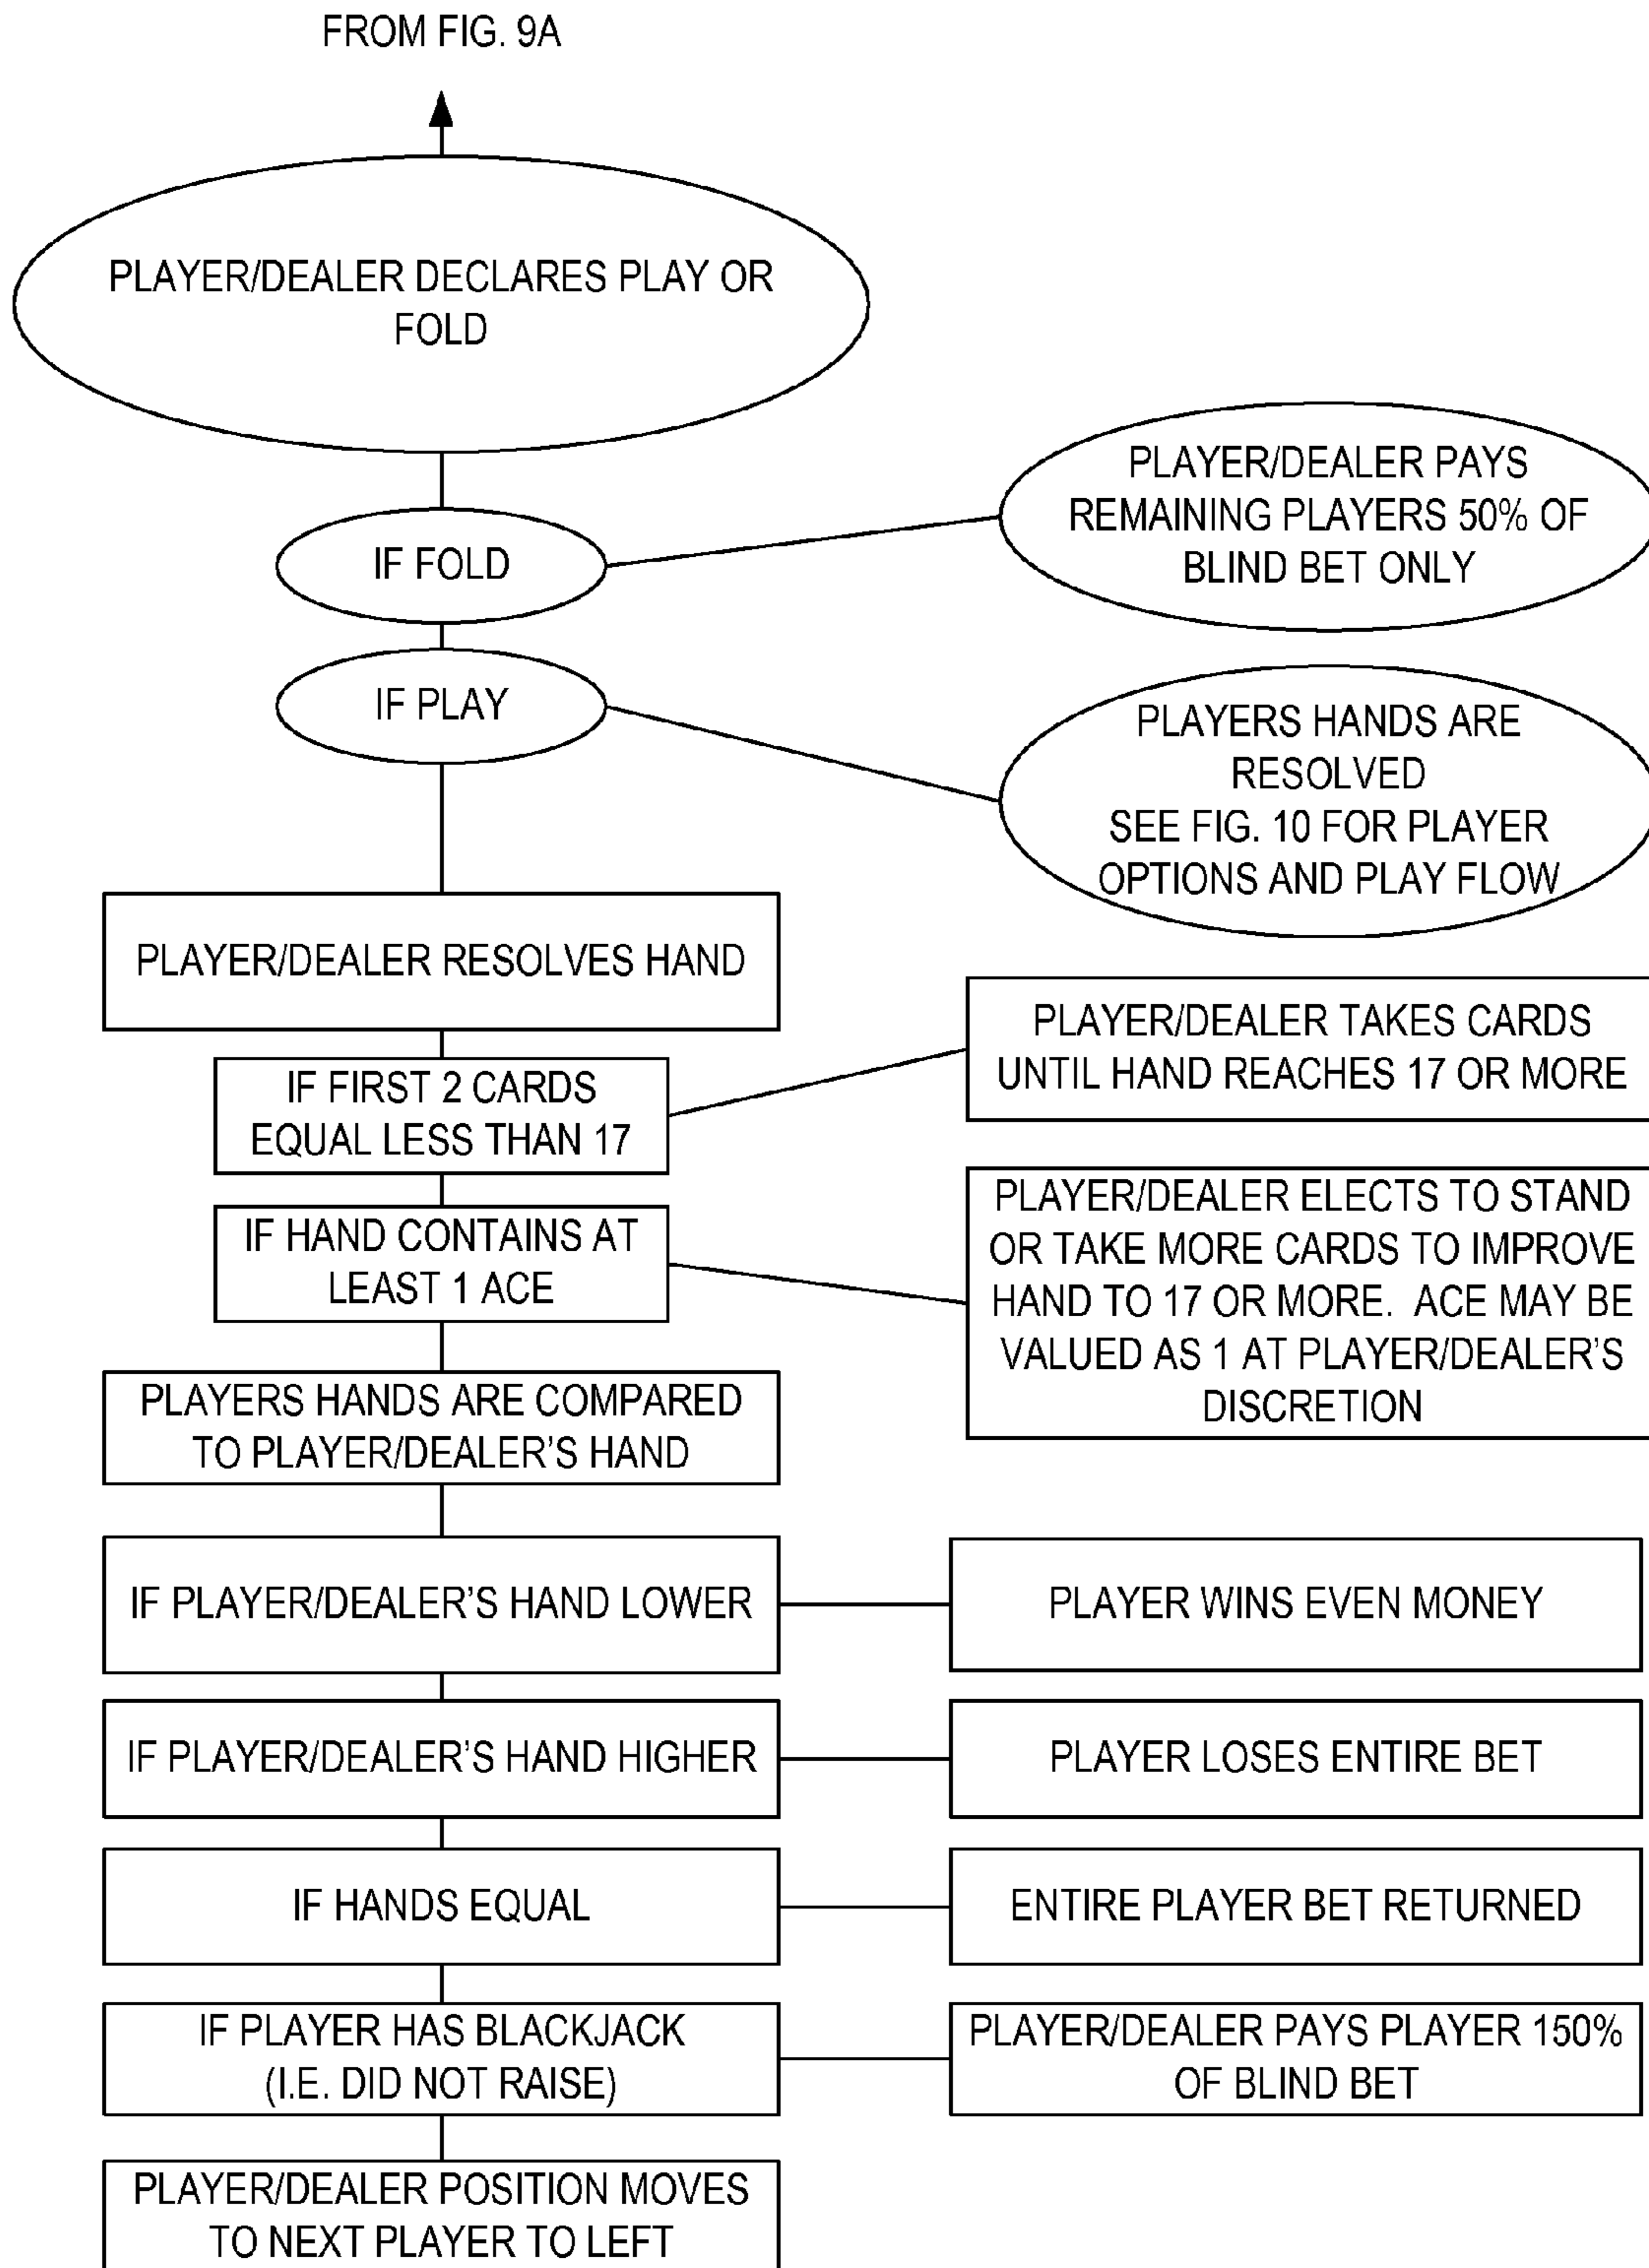 FROM FIG. 9A
PLAYER/DEALER DECLARES PLAY OR
FOLD
IF FOLD
PLAYER/DEALER PAYS
REMAINING PLAYERS 50% OF
BLIND BET ONLY
IF PLAY
PLAYERS HANDS ARE
RESOLVED
SEE FIG. 10 FOR PLAYER
OPTIONS AND PLAY FLOW
PLAYER/DEALER RESOLVES HAND
IF FIRST 2 CARDS
EQUAL LESS THAN 17
PLAYER/DEALER TAKES CARDS
UNTIL HAND REACHES 17 OR MORE
IF HAND CONTAINS AT
LEAST 1 ACE
PLAYER/DEALER ELECTS TO STAND
OR TAKE MORE CARDS TO IMPROVE
HAND TO 17 OR MORE. ACE MAY BE
VALUED AS 1 AT PLAYER/DEALER'S
DISCRETION
PLAYERS HANDS ARE COMPARED
TO PLAYER/DEALER'S HAND
IF PLAYER/DEALER'S HAND LOWER
PLAYER WINS EVEN MONEY
IF PLAYER/DEALER'S HAND HIGHER
PLAYER LOSES ENTIRE BET
IF HANDS EQUAL
ENTIRE PLAYER BET RETURNED
IF PLAYER HAS BLACKJACK
(I.E. DID NOT RAISE)
PLAYER/DEALER PAYS PLAYER 150%
OF BLIND BET
PLAYER/DEALER POSITION MOVES
TO NEXT PLAYER TO LEFT